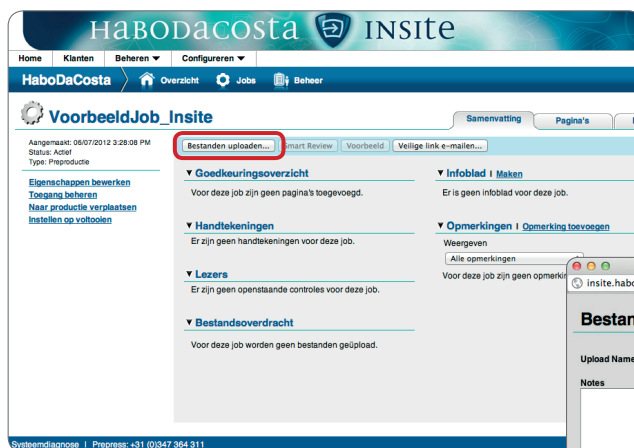 HABODACOSTA INSITE
Home Klanten Beheren ▼ Configureren ▼
HaboDaCosta Overzicht Jobs Beheer
VoorbeeldJob_Insite
Samenvatting Pagina's
Aangemaakt: 06/07/2012 3:28:08 PM
Status: Actief
Type: Preproductie
Eigenschappen bewerken
Toegang beheren
Naar productie verplaatsen
Instellen op voltooien
Bestanden uploaden... Smart Review Voorbeeld Veilige link e-mailen...
▼ Goedkeuringsoverzicht
Voor deze job zijn geen pagina's toegevoegd.
▼ Handtekeningen
Er zijn geen handtekeningen voor deze job.
▼ Lezers
Er zijn geen openstaande controles voor deze job.
▼ Bestandsoverdracht
Voor deze job worden geen bestanden geüpload.
▼ Infoblad | Maken
Er is geen infoblad voor deze job.
▼ Opmerkingen | Opmerking toevoegen
Weergeven
Alle opmerkingen
Voor deze job zijn geen opmerkin
insite.habo
Bestan
Upload Name
Notes
Systeemdiagnose | Prepress: +31 (0)347 364 311